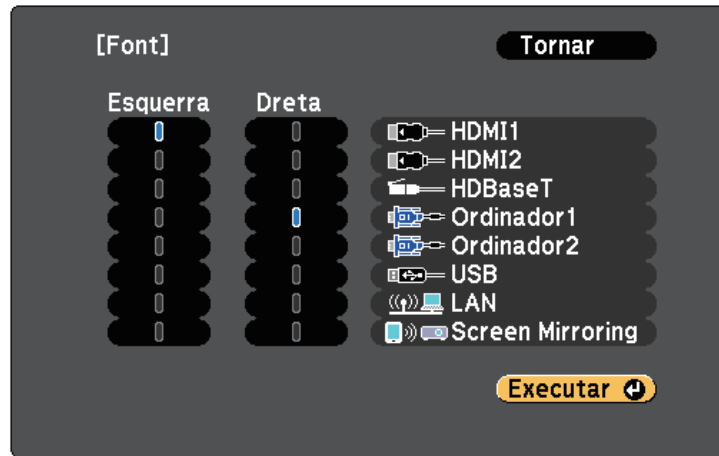 [Font] Tornar
Esquerra Dreta
HDMI1
HDMI2
HDBaseT
Ordinador1
Ordinador2
USB
LAN
Screen Mirroring
Executar